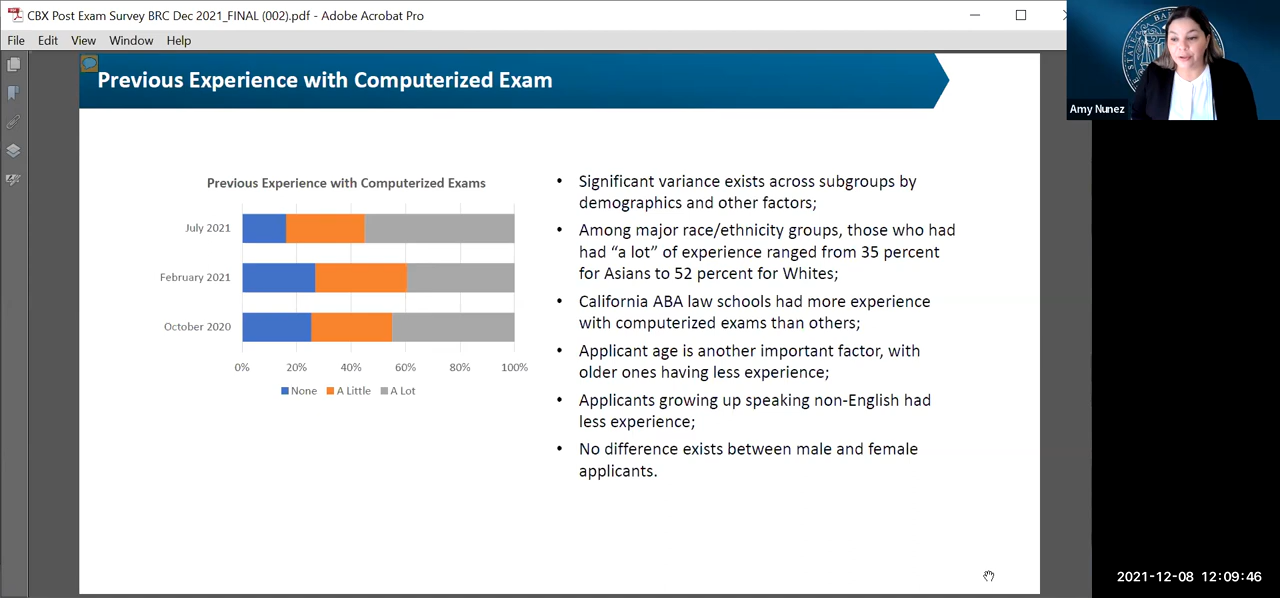 CBX Post Exam Survey BRC Dec 2021_FINAL (002).pdf - Adobe Acrobat Pro
File Edit View Window Help
Previous Experience with Computerized Exam
Previous Experience with Computerized Exams
July 2021
February 2021
October 2020
0% 20% 40% 60% 80% 100%
None A Little A Lot
• Significant variance exists across subgroups by
demographics and other factors;
• Among major race/ethnicity groups, those who had
had “a lot” of experience ranged from 35 percent
for Asians to 52 percent for Whites;
• California ABA law schools had more experience
with computerized exams than others;
• Applicant age is another important factor, with
older ones having less experience;
• Applicants growing up speaking non-English had
less experience;
• No difference exists between male and female
applicants.
Amy Nunez
2021-12-08 12:09:46